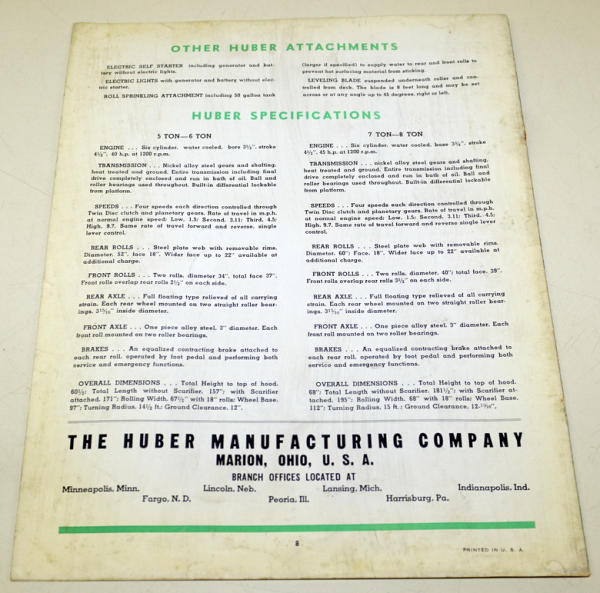 OTHER HUBER ATTACHMENTS
ELECTRIC SELF STARTER including generator and bat-
tery without electric lights.
ELECTRIC LIGHTS with generator and battery without elec-
tric starter.
ROLL SPRINKLING ATTACHMENT including 50 gallon tank
(larger if specified) to supply water to rear and front rolls to
prevent hot surfacing material from sticking.
LEVELING BLADE suspended underneath roller and con-
trolled from deck. The blade is 8 feet long and may be set
across or at any angle up to 45 degrees, right or left.
HUBER SPECIFICATIONS
5 TON—6 TON
ENGINE . . . Six cylinder, water cooled, bore 3¼", stroke
4½", 40 h.p. at 1200 r.p.m.
TRANSMISSION . . . Nickel alloy steel gears and shafting,
heat treated and ground. Entire transmission including final
drive completely enclosed and run in bath of oil. Ball and
roller bearings used throughout. Built-in differential lockable
from platform.
SPEEDS . . . Four speeds each direction controlled through
Twin Disc clutch and planetary gears. Rate of travel in m.p.h.
at normal engine speed: Low, 1.5; Second, 3.11; Third, 4.5;
High, 9.7. Same rate of travel forward and reverse, single
lever control.
REAR ROLLS . . . Steel plate web with removable rims.
Diameter, 52", face 18". Wider face up to 22" available at
additional charge.
FRONT ROLLS . . . Two rolls, diameter 34", total face 37".
Front rolls overlap rear rolls on each side.
REAR AXLE . . . Full floating type relieved of all carrying
strain. Each rear wheel mounted on two straight roller bear-
ings, inside diameter.
FRONT AXLE . . . One piece alloy steel, 3" diameter. Each
front roll mounted on two roller bearings.
BRAKES . . . An equalized contracting brake attached to
each rear roll, operated by foot pedal and performing both
service and emergency functions.
OVERALL DIMENSIONS . . . Total Height to top of hood,
60½; Total Length without Scarifier, 157"; with Scarifier
attached, 171"; Rolling Width, 67½" with 18" rolls; Wheel Base,
97"; Turning Radius, 14½ ft.; Ground Clearance, 12".
7 TON—8 TON
ENGINE . . . Six cylinder, water cooled, bore stroke
4½", 45 h.p. at 1200 r.p.m.
TRANSMISSION . . . nickel alloy steel gears and shafting,
heat treated and ground. Entire transmission including final
drive completely enclosed and run in bath of oil. Ball and
roller bearings used throughout. Built-in differential lockable
from platform.
SPEEDS . . . Four speeds each direction controlled through
Twin Disc clutch and planetary gears. Rate of travel in m.p.h.
at normal engine speed: Low, 1.5; Second, 3.11; Third, 4.5;
High, 9.7. Same rate of travel forward and reverse, single lever
control.
REAR ROLLS . . . Steel plate web with removable rims.
Diameter, 60"; Face, 18". Wider face up to 22" available at
additional charge.
FRONT ROLLS . . . Two rolls, diameter, 40"; total face, 39".
Front rolls overlap rear rolls on each side.
REAR AXLE . . . Full floating type relieved of all carrying
strain. Each rear wheel mounted on two straight roller bear-
ings, inside diameter.
FRONT AXLE . . . One piece alloy steel, 3" diameter. Each
front roll mounted on two roller bearings.
BRAKES . . . An equalized contracting brake attached to
each rear roll, operated by foot pedal and performing both
service and emergency functions.
OVERALL DIMENSIONS . . . Total Height to top of hood,
68"; Total Length without Scarifier, 181½"; with Scarifier at-
tached, 195"; Rolling Width, 68" with 18" rolls; Wheel Base,
112"; Turning Radius, 15 ft.; Ground Clearance,
THE HUBER MANUFACTURING COMPANY
MARION, OHIO, U. S. A.
BRANCH OFFICES LOCATED AT
Minneapolis, Minn. Lincoln, Neb. Lansing, Mich. Indianapolis, Ind.
Fargo, N. D. Peoria, Ill. Harrisburg, Pa.
8
PRINTED IN U. S. A.